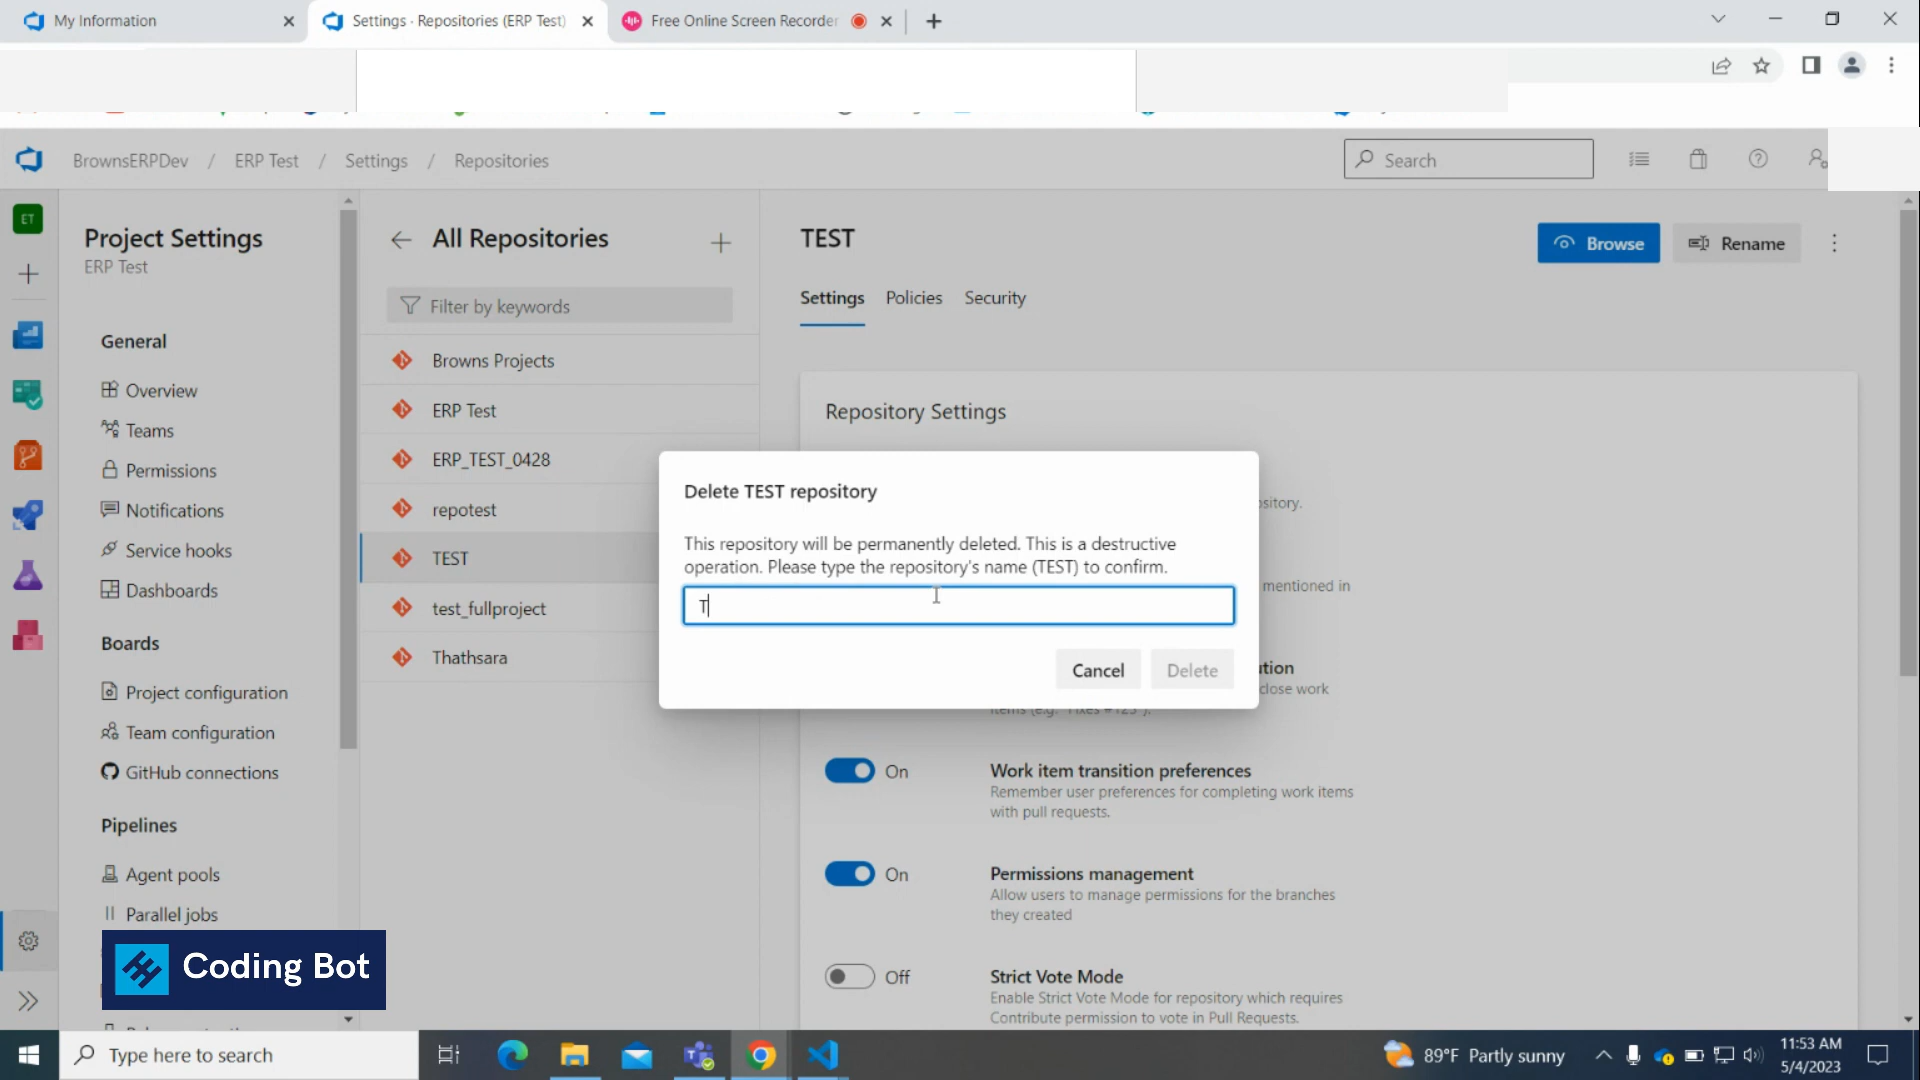 My Information
Settings · Repositories (ERP Test)
Free Online Screen Recorder
BrownsERPDev / ERP Test / Settings / Repositories
Search
ET
Project Settings
ERP Test
General
Overview
Teams
Permissions
Notifications
Service hooks
Dashboards
Boards
Project configuration
Team configuration
GitHub connections
Pipelines
Agent pools
Parallel jobs
All Repositories
Filter by keywords
Browns Projects
ERP Test
ERP_TEST_0428
repotest
TEST
test_fullproject
Thathsara
TEST
Browse
Rename
Settings
Policies
Security
Repository Settings
mentioned in
close work
Delete TEST repository
This repository will be permanently deleted. This is a destructive
operation. Please type the repository's name (TEST) to confirm.
T
Cancel
Delete
On
Work item transition preferences
Remember user preferences for completing work items
with pull requests.
On
Permissions management
Allow users to manage permissions for the branches
they created
Off
Strict Vote Mode
Enable Strict Vote Mode for repository which requires
Contribute permission to vote in Pull Requests.
Coding Bot
Type here to search
89°F Partly sunny
11:53 AM
5/4/2023